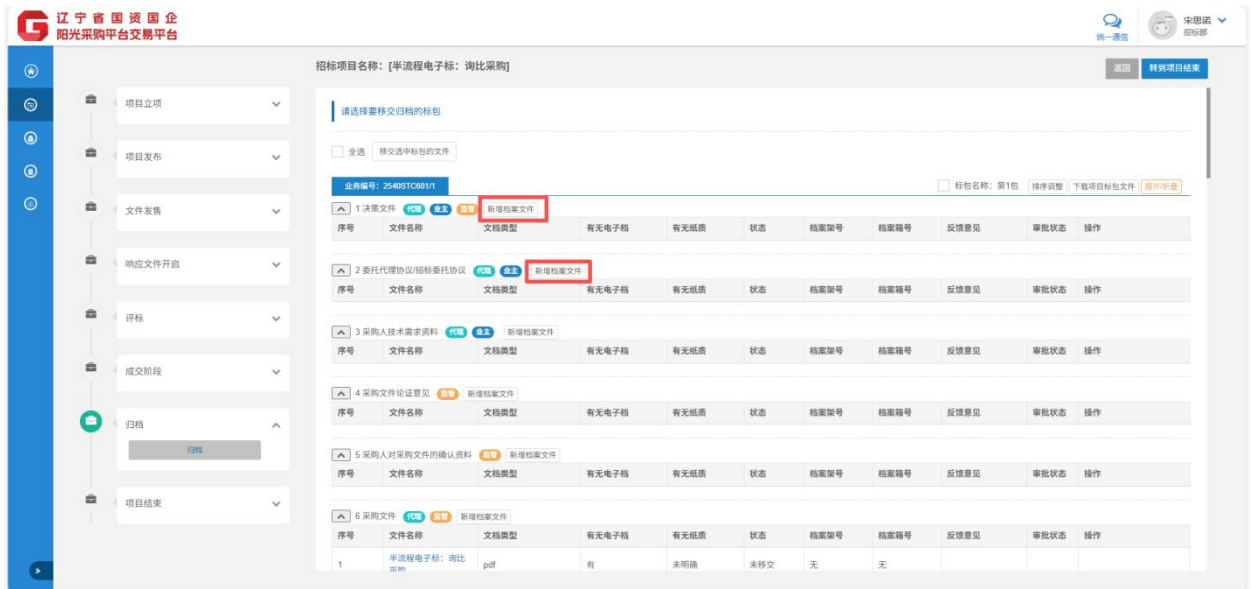 辽宁省国资国企
阳光采购平台交易平台
统一通信
宋思诺
招标部
招标项目名称：[半流程电子标：询比采购]
返回 转到项目结束
项目立项
项目发布
文件发售
响应文件开启
评标
成交阶段
归档
归档
项目结束
请选择要移交归档的标包
全选 移交选中标包的文件
业务编号：2540STC601/1 标包名称：第1包 排序调整 下载项目标包文件 展开/折叠
1 决策文件 代理 业主 监管 新增档案文件
序号 文件名称 文档类型 有无电子档 有无纸质 状态 档案架号 档案箱号 反馈意见 审批状态 操作
2 委托代理协议/招标委托协议 代理 业主 新增档案文件
序号 文件名称 文档类型 有无电子档 有无纸质 状态 档案架号 档案箱号 反馈意见 审批状态 操作
3 采购人技术需求资料 代理 业主 新增档案文件
序号 文件名称 文档类型 有无电子档 有无纸质 状态 档案架号 档案箱号 反馈意见 审批状态 操作
4 采购文件论证意见 监管 新增档案文件
序号 文件名称 文档类型 有无电子档 有无纸质 状态 档案架号 档案箱号 反馈意见 审批状态 操作
5 采购人对采购文件的确认资料 监管 新增档案文件
序号 文件名称 文档类型 有无电子档 有无纸质 状态 档案架号 档案箱号 反馈意见 审批状态 操作
6 采购文件 代理 监管 新增档案文件
序号 文件名称 文档类型 有无电子档 有无纸质 状态 档案架号 档案箱号 反馈意见 审批状态 操作
1 半流程电子标：询比 pdf 有 未明确 未移交 无 无
采购